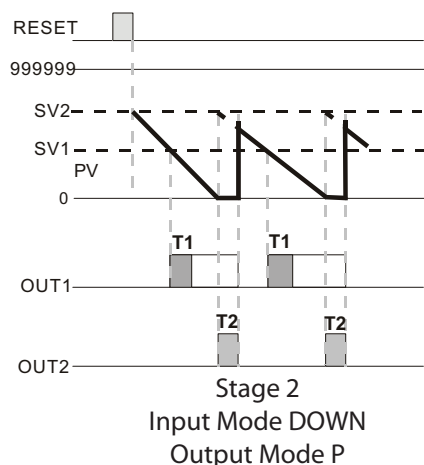 RESET
999999
SV2
SV1
PV
0
T1 T1
OUT1
T2 T2
OUT2
Stage 2
Input Mode DOWN
Output Mode P